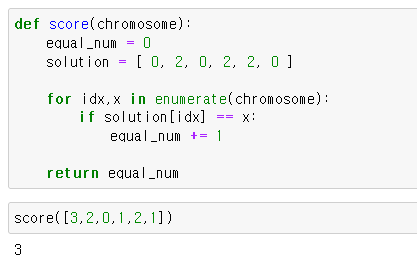 def score(chromosome):
    equal_num = 0
    solution = [ 0, 2, 0, 2, 2, 0 ]

    for idx,x in enumerate(chromosome):
        if solution[idx] == x:
            equal_num += 1

    return equal_num
score([3,2,0,1,2,1])
3